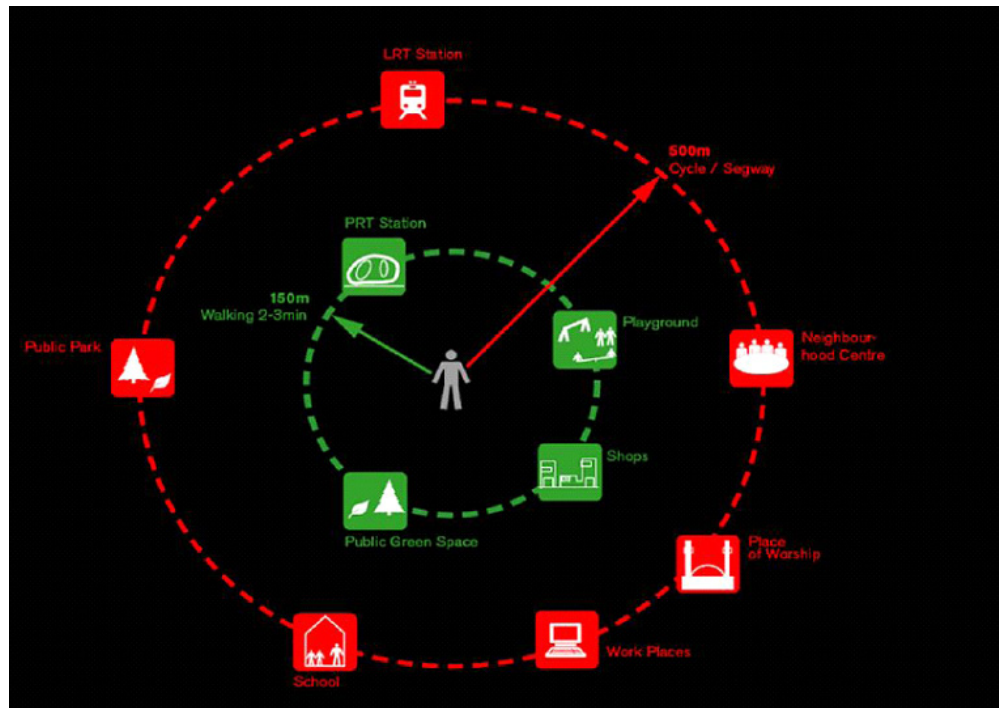 LRT Station
500m
Cycle / Segway
PRT Station
150m
Walking 2-3min
Playground
Public Park
Neighbour-
hood Centre
Shops
Public Green Space
Place
of Worship
Work Places
School